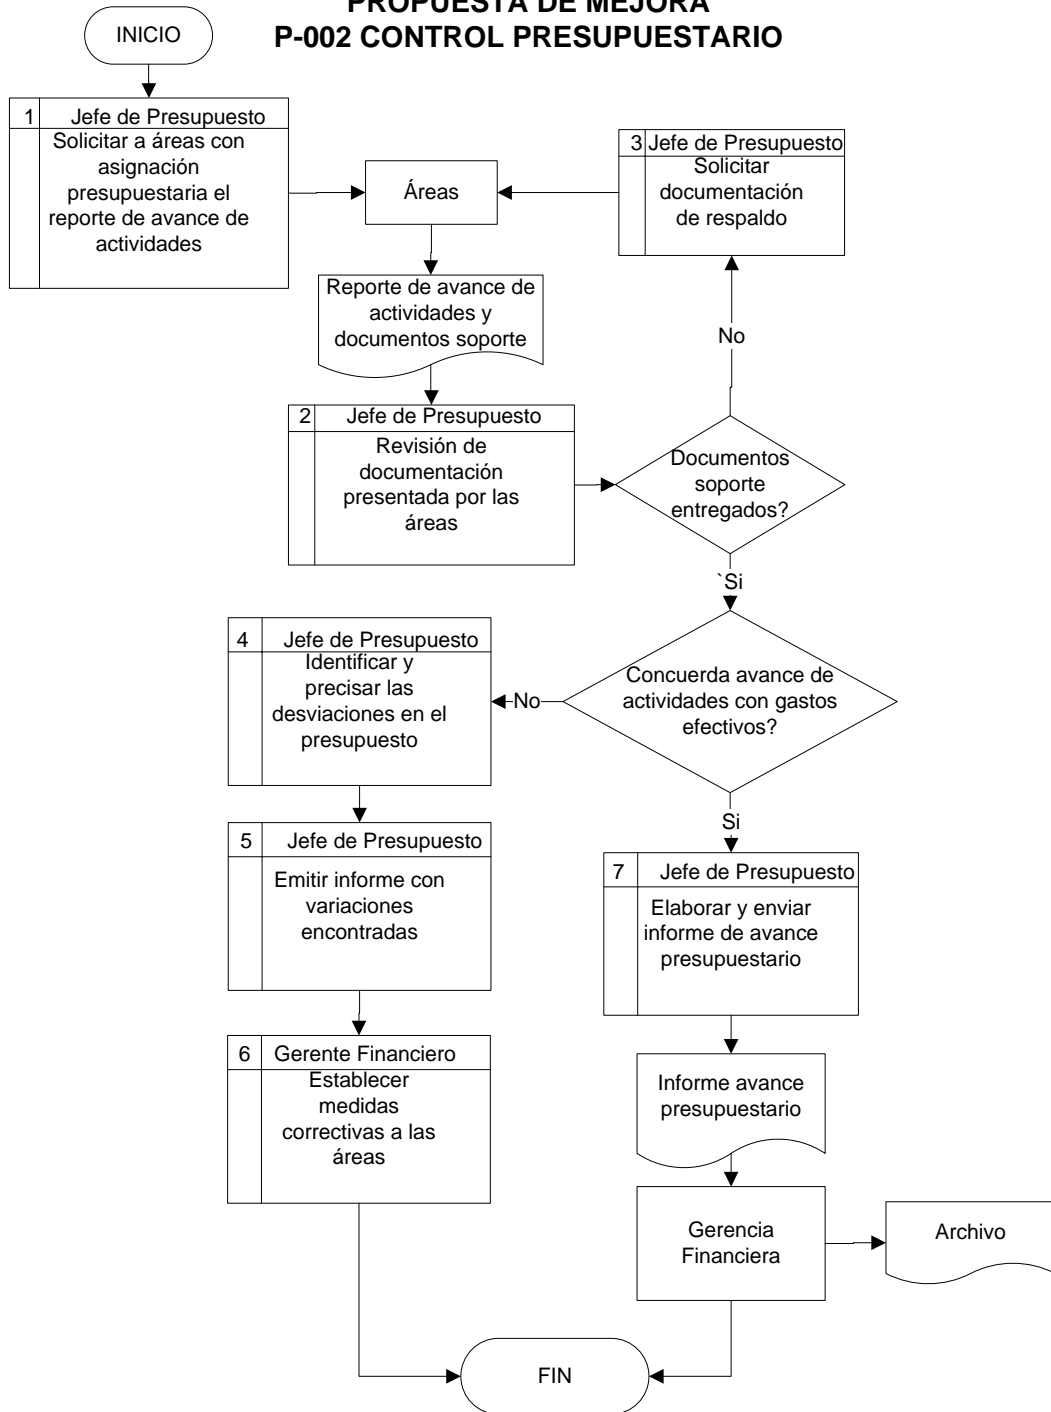 PROPUESTA DE MEJORA
P-002 CONTROL PRESUPUESTARIO
INICIO
1 Jefe de Presupuesto
Solicitar a áreas con
asignación
presupuestaria el
reporte de avance de
actividades
Áreas
3 Jefe de Presupuesto
Solicitar
documentación
de respaldo
Reporte de avance de
actividades y
documentos soporte
No
2 Jefe de Presupuesto
Revisión de
documentación
presentada por las
áreas
Documentos
soporte
entregados?
`Si
4 Jefe de Presupuesto
Identificar y
precisar las
desviaciones en el
presupuesto
No
Concuerda avance de
actividades con gastos
efectivos?
Si
5 Jefe de Presupuesto
Emitir informe con
variaciones
encontradas
7 Jefe de Presupuesto
Elaborar y enviar
informe de avance
presupuestario
6 Gerente Financiero
Establecer
medidas
correctivas a las
áreas
Informe avance
presupuestario
Gerencia
Financiera
Archivo
FIN